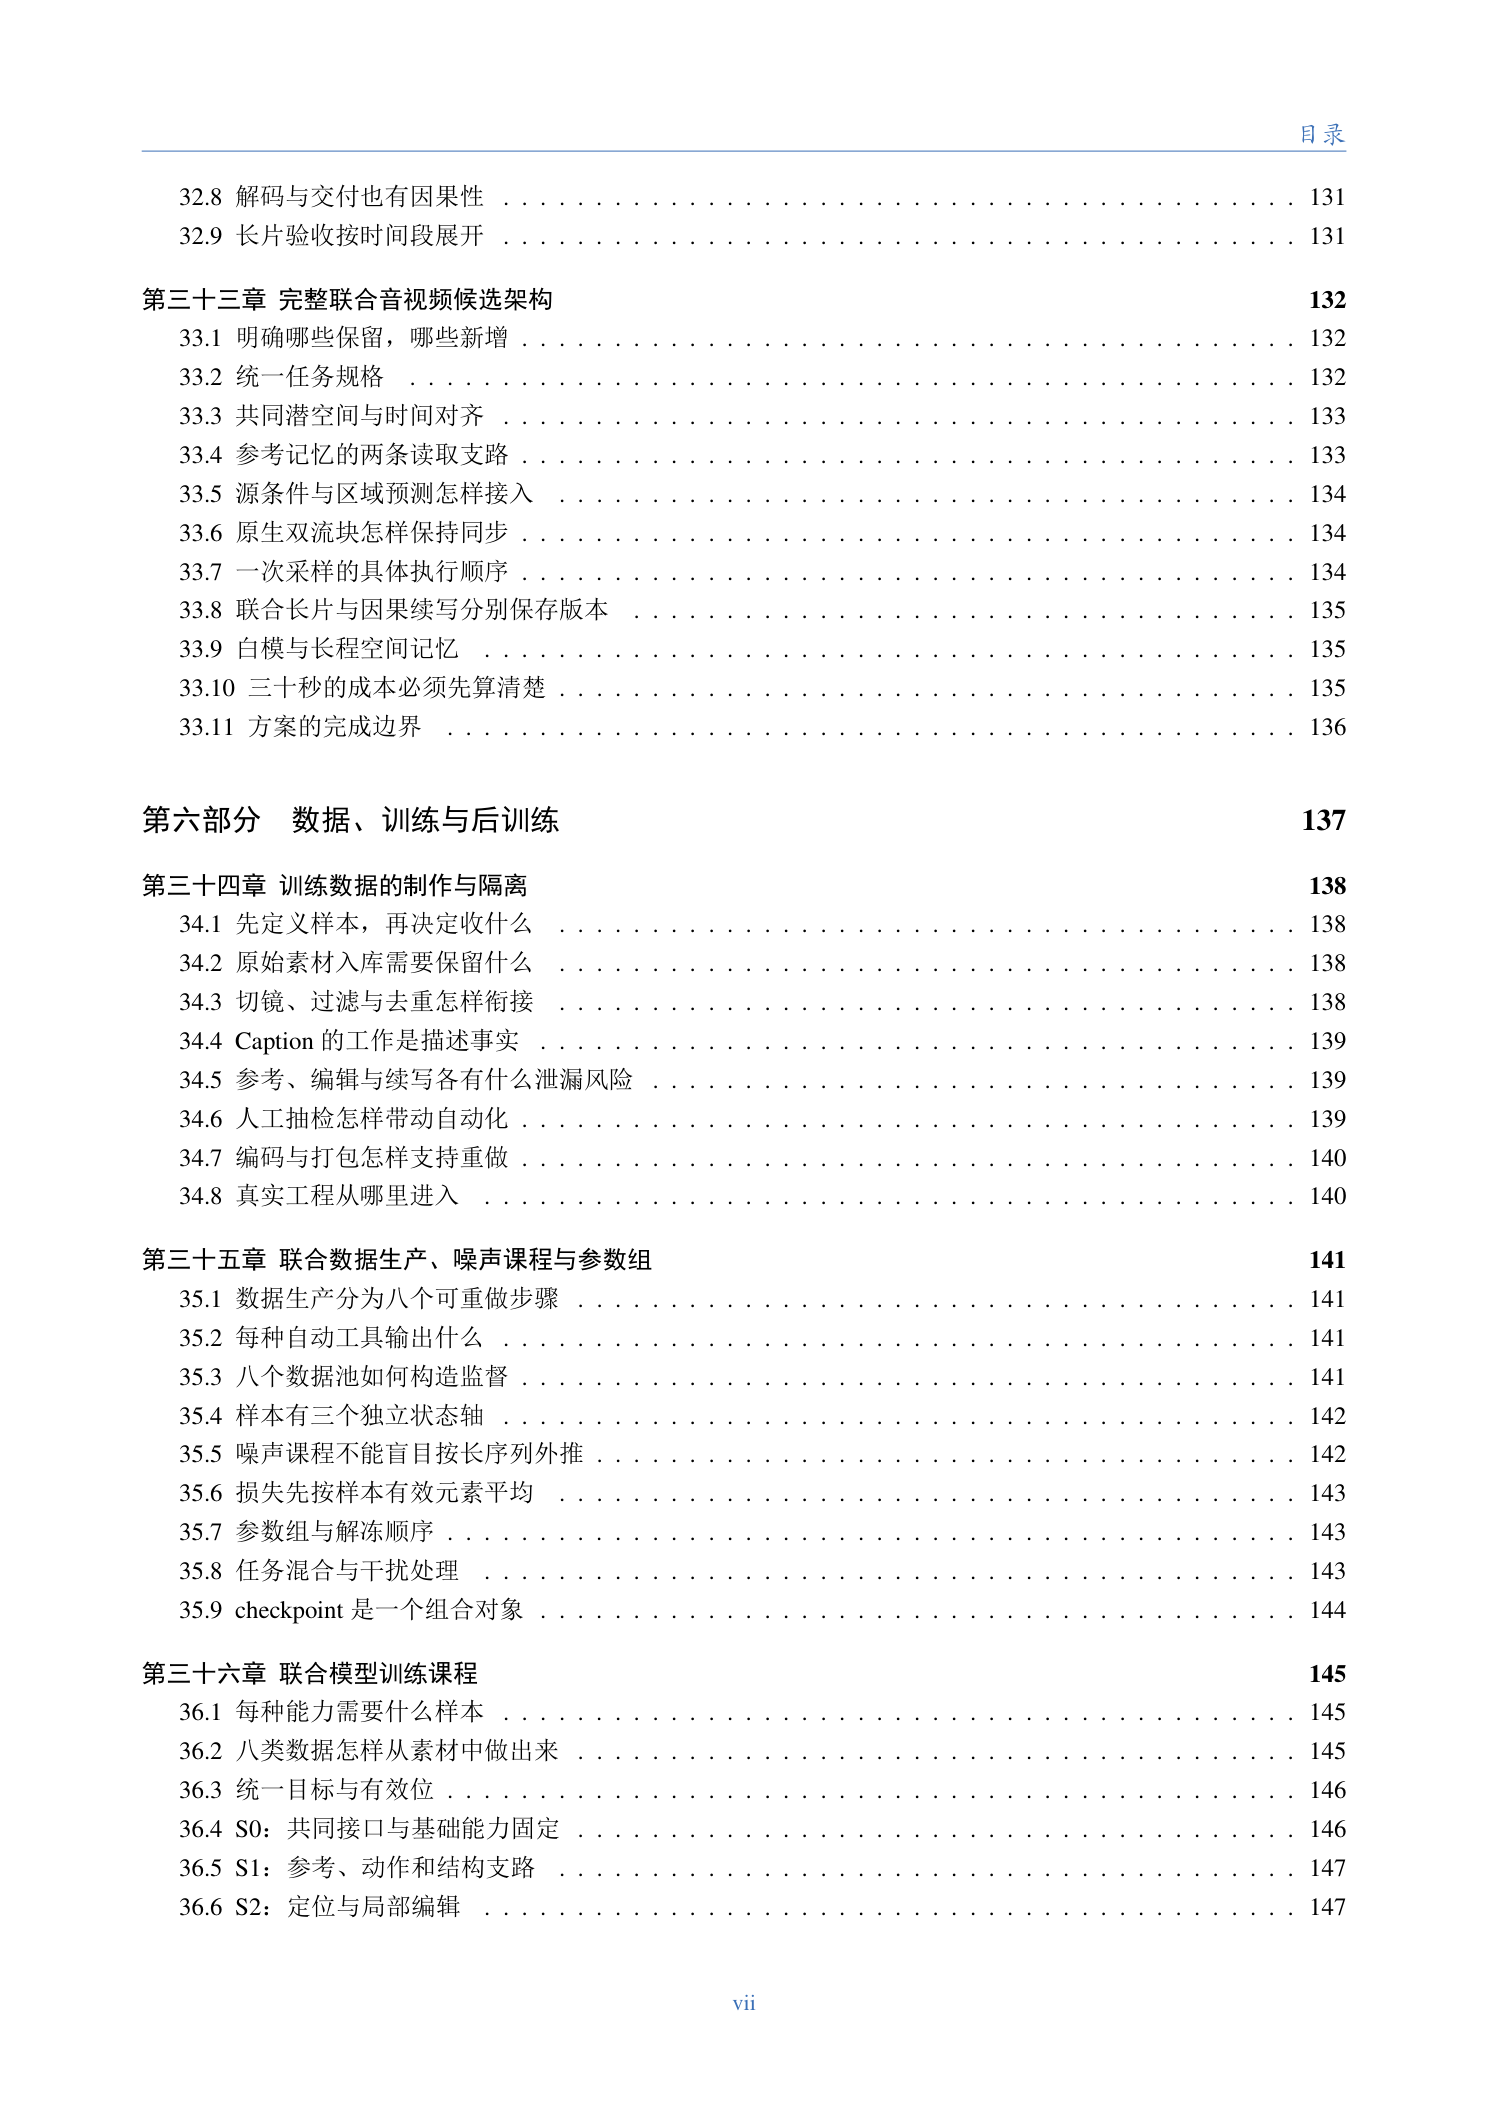 目录
32.8 解码与交付也有因果性 . . . . . . . . . . . . . . . . . . . . 131
32.9 长片验收按时间段展开 . . . . . . . . . . . . . . . . . . . . 131
第三十三章 完整联合音视频候选架构 132
33.1 明确哪些保留，哪些新增 . . . . . . . . . . . . . . . . . . . . 132
33.2 统一任务规格 . . . . . . . . . . . . . . . . . . . . 132
33.3 共同潜空间与时间对齐 . . . . . . . . . . . . . . . . . . . . 133
33.4 参考记忆的两条读取支路 . . . . . . . . . . . . . . . . . . . . 133
33.5 源条件与区域预测怎样接入 . . . . . . . . . . . . . . . . . . . . 134
33.6 原生双流块怎样保持同步 . . . . . . . . . . . . . . . . . . . . 134
33.7 一次采样的具体执行顺序 . . . . . . . . . . . . . . . . . . . . 134
33.8 联合长片与因果续写分别保存版本 . . . . . . . . . . . . . . . . . . . . 135
33.9 白模与长程空间记忆 . . . . . . . . . . . . . . . . . . . . 135
33.10 三十秒的成本必须先算清楚 . . . . . . . . . . . . . . . . . . . . 135
33.11 方案的完成边界 . . . . . . . . . . . . . . . . . . . . 136
第六部分 数据、训练与后训练 137
第三十四章 训练数据的制作与隔离 138
34.1 先定义样本，再决定收什么 . . . . . . . . . . . . . . . . . . . . 138
34.2 原始素材入库需要保留什么 . . . . . . . . . . . . . . . . . . . . 138
34.3 切镜、过滤与去重怎样衔接 . . . . . . . . . . . . . . . . . . . . 138
34.4 Caption 的工作是描述事实 . . . . . . . . . . . . . . . . . . . . 139
34.5 参考、编辑与续写各有什么泄漏风险 . . . . . . . . . . . . . . . . . . . . 139
34.6 人工抽检怎样带动自动化 . . . . . . . . . . . . . . . . . . . . 139
34.7 编码与打包怎样支持重做 . . . . . . . . . . . . . . . . . . . . 140
34.8 真实工程从哪里进入 . . . . . . . . . . . . . . . . . . . . 140
第三十五章 联合数据生产、噪声课程与参数组 141
35.1 数据生产分为八个可重做步骤 . . . . . . . . . . . . . . . . . . . . 141
35.2 每种自动工具输出什么 . . . . . . . . . . . . . . . . . . . . 141
35.3 八个数据池如何构造监督 . . . . . . . . . . . . . . . . . . . . 141
35.4 样本有三个独立状态轴 . . . . . . . . . . . . . . . . . . . . 142
35.5 噪声课程不能盲目按长序列外推 . . . . . . . . . . . . . . . . . . . . 142
35.6 损失先按样本有效元素平均 . . . . . . . . . . . . . . . . . . . . 143
35.7 参数组与解冻顺序 . . . . . . . . . . . . . . . . . . . . 143
35.8 任务混合与干扰处理 . . . . . . . . . . . . . . . . . . . . 143
35.9 checkpoint 是一个组合对象 . . . . . . . . . . . . . . . . . . . . 144
第三十六章 联合模型训练课程 145
36.1 每种能力需要什么样本 . . . . . . . . . . . . . . . . . . . . 145
36.2 八类数据怎样从素材中做出来 . . . . . . . . . . . . . . . . . . . . 145
36.3 统一目标与有效位 . . . . . . . . . . . . . . . . . . . . 146
36.4 S0：共同接口与基础能力固定 . . . . . . . . . . . . . . . . . . . . 146
36.5 S1：参考、动作和结构支路 . . . . . . . . . . . . . . . . . . . . 147
36.6 S2：定位与局部编辑 . . . . . . . . . . . . . . . . . . . . 147
vii